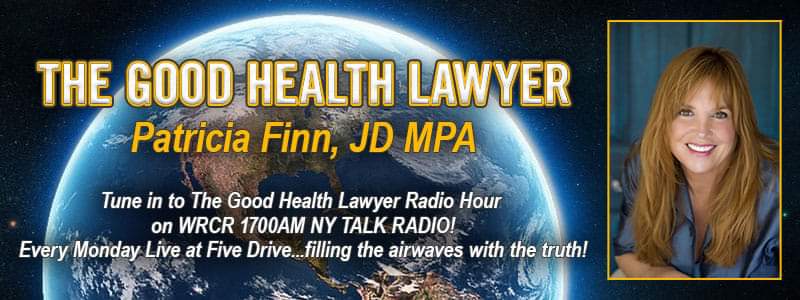 THE GOOD HEALTH LAWYER
Patricia Finn, JD MPA
Tune in to The Good Health Lawyer Radio Hour
on WRCR 1700AM NY TALK RADIO!
Every Monday Live at Five Drive...filling the airwaves with the truth!